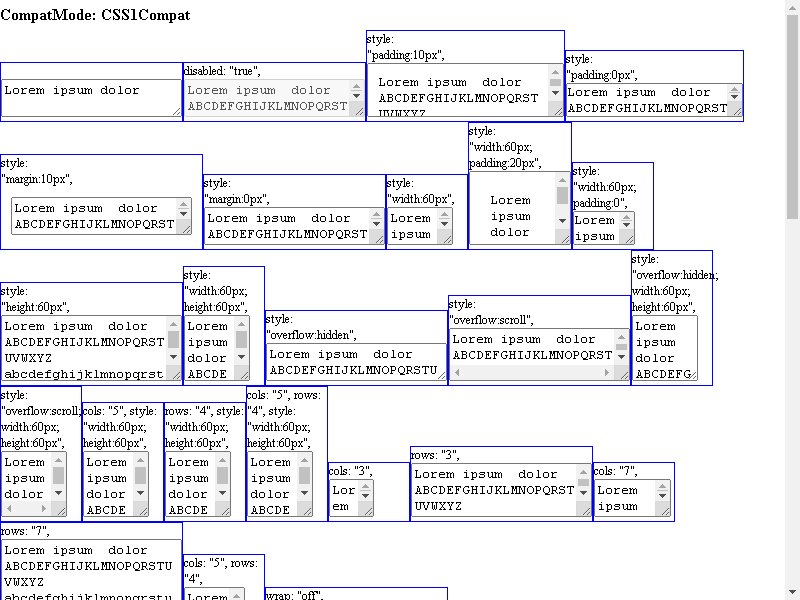 CompatMode: CSS1Compat
Lorem ipsum dolor
disabled: "true",
Lorem ipsum  dolor
ABCDEFGHIJKLMNOPQRST
style:
"padding:10px",
Lorem ipsum  dolor
ABCDEFGHIJKLMNOPQRST
UVWXYZ
style:
"padding:0px",
Lorem ipsum  dolor
ABCDEFGHIJKLMNOPQRST
style:
"margin:10px",
Lorem ipsum  dolor
ABCDEFGHIJKLMNOPQRST
style:
"margin:0px",
Lorem ipsum  dolor
ABCDEFGHIJKLMNOPQRST
style:
"width:60px",
Lorem
ipsum
style:
"width:60px;
padding:20px",
Lorem
ipsum
dolor
style:
"width:60px;
padding:0",
Lorem
ipsum
style:
"height:60px",
Lorem ipsum  dolor
ABCDEFGHIJKLMNOPQRST
UVWXYZ
abcdefghijklmnopqrst
style:
"width:60px;
height:60px",
Lorem
ipsum
dolor
ABCDE
style:
"overflow:hidden",
Lorem ipsum  dolor
ABCDEFGHIJKLMNOPQRSTU
style:
"overflow:scroll",
Lorem ipsum  dolor
ABCDEFGHIJKLMNOPQRST
style:
"overflow:hidden;
width:60px;
height:60px",
Lorem
ipsum
dolor
ABCDEFG
style:
"overflow:scroll;
width:60px;
height:60px",
Lorem
ipsum
dolor
cols: "5", style:
"width:60px;
height:60px",
Lorem
ipsum
dolor
ABCDE
rows: "4", style:
"width:60px;
height:60px",
Lorem
ipsum
dolor
ABCDE
cols: "5", rows:
"4", style:
"width:60px;
height:60px",
Lorem
ipsum
dolor
ABCDE
cols: "3",
Lor
em
rows: "3",
Lorem ipsum  dolor
ABCDEFGHIJKLMNOPQRST
UVWXYZ
cols: "7",
Lorem
ipsum
rows: "7",
Lorem ipsum  dolor
ABCDEFGHIJKLMNOPQRSTU
VWXYZ
abcdefghijklmnopqrstu
cols: "5", rows:
"4",
Lorem
wrap: "off",